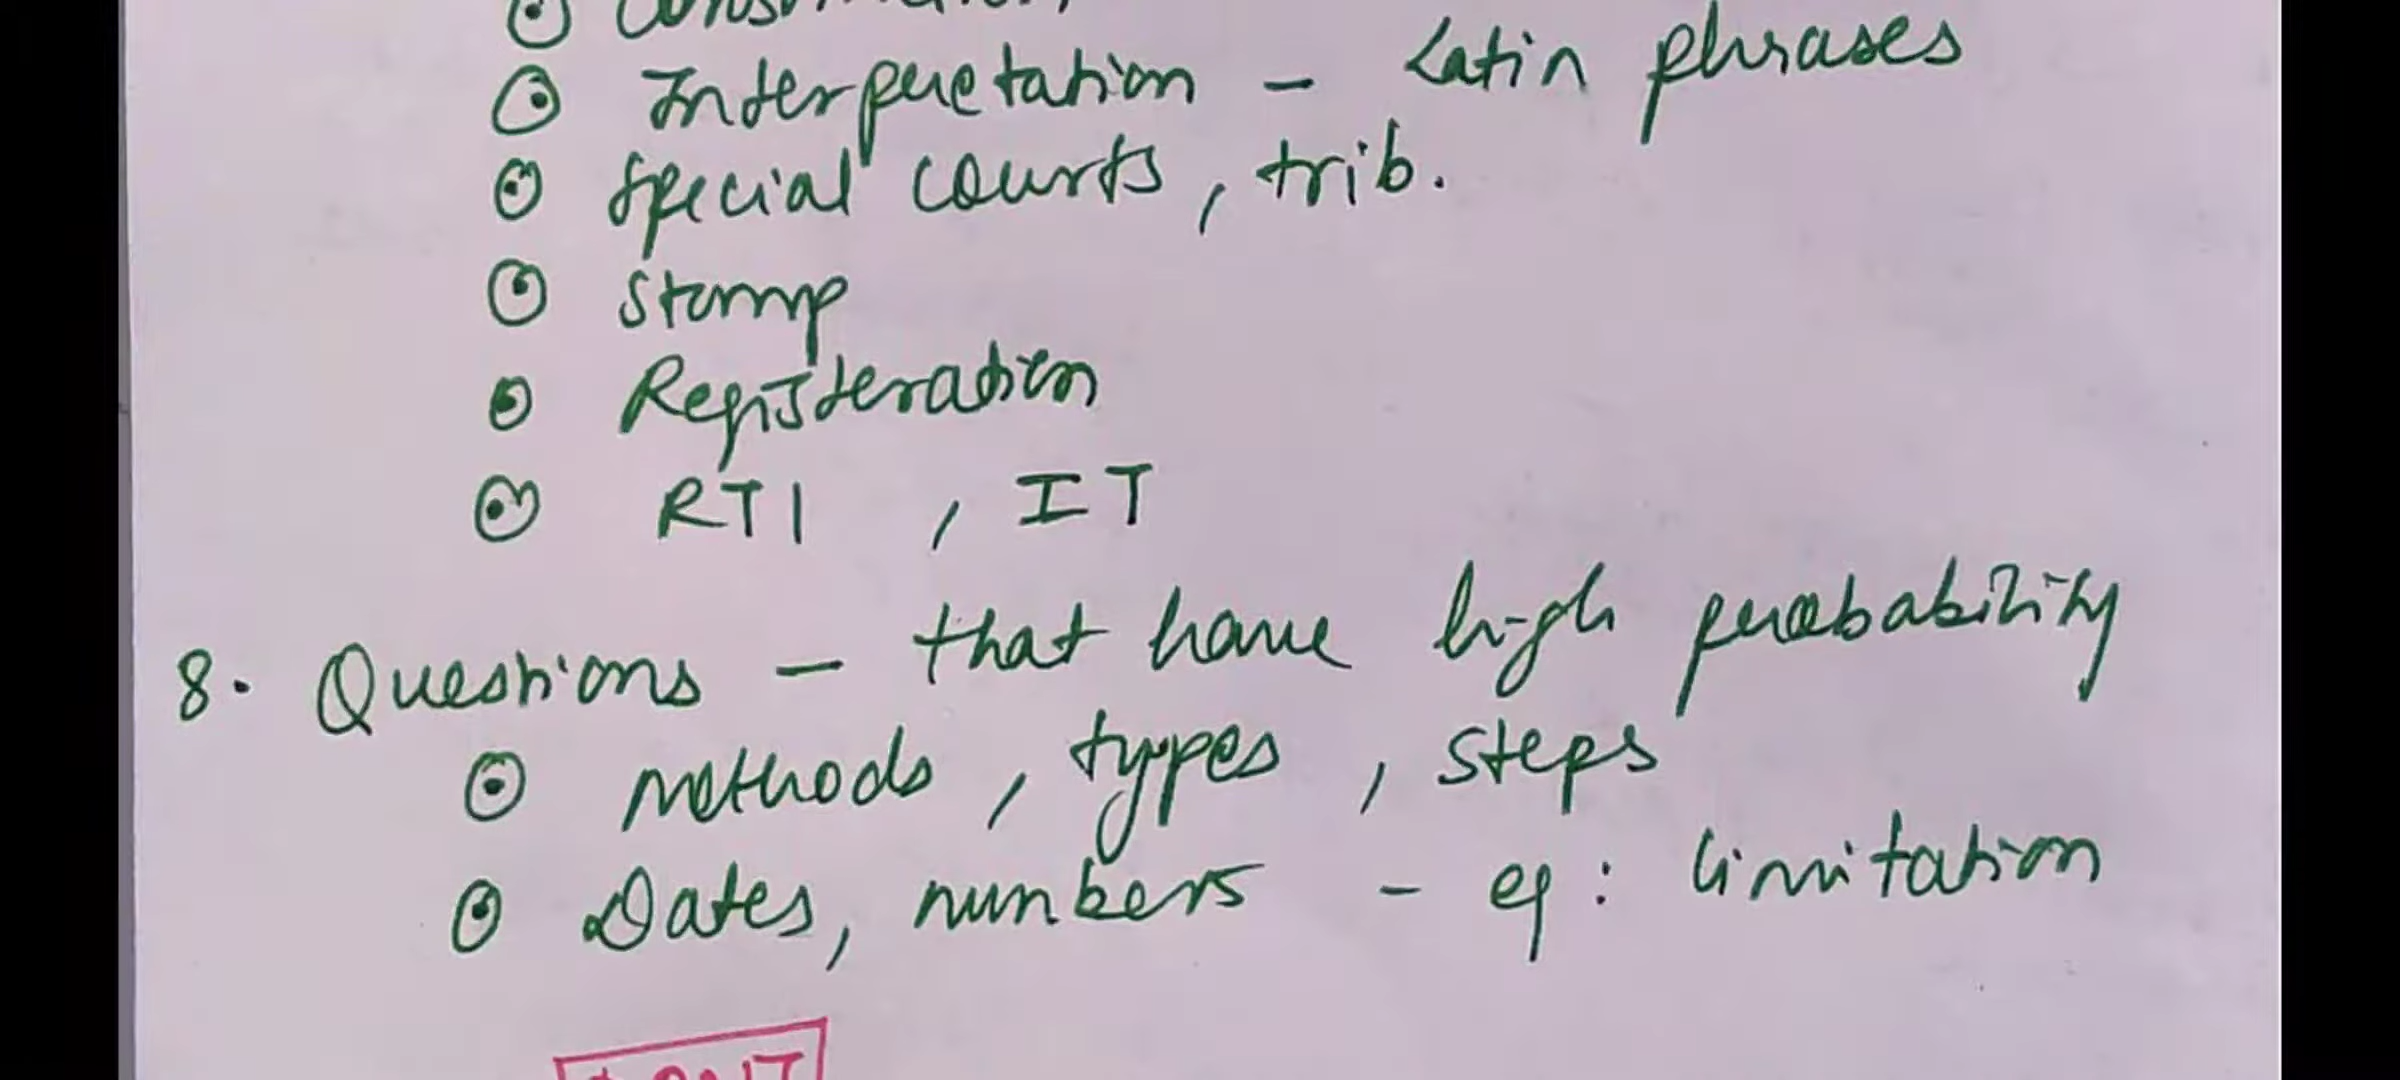 Interpretation - Latin phrases
Special courts, trib.
Stamp
Registeration
RTI, IT
8. Questions - that have high probability
methods, types, steps
Dates, numbers - eg: limitation